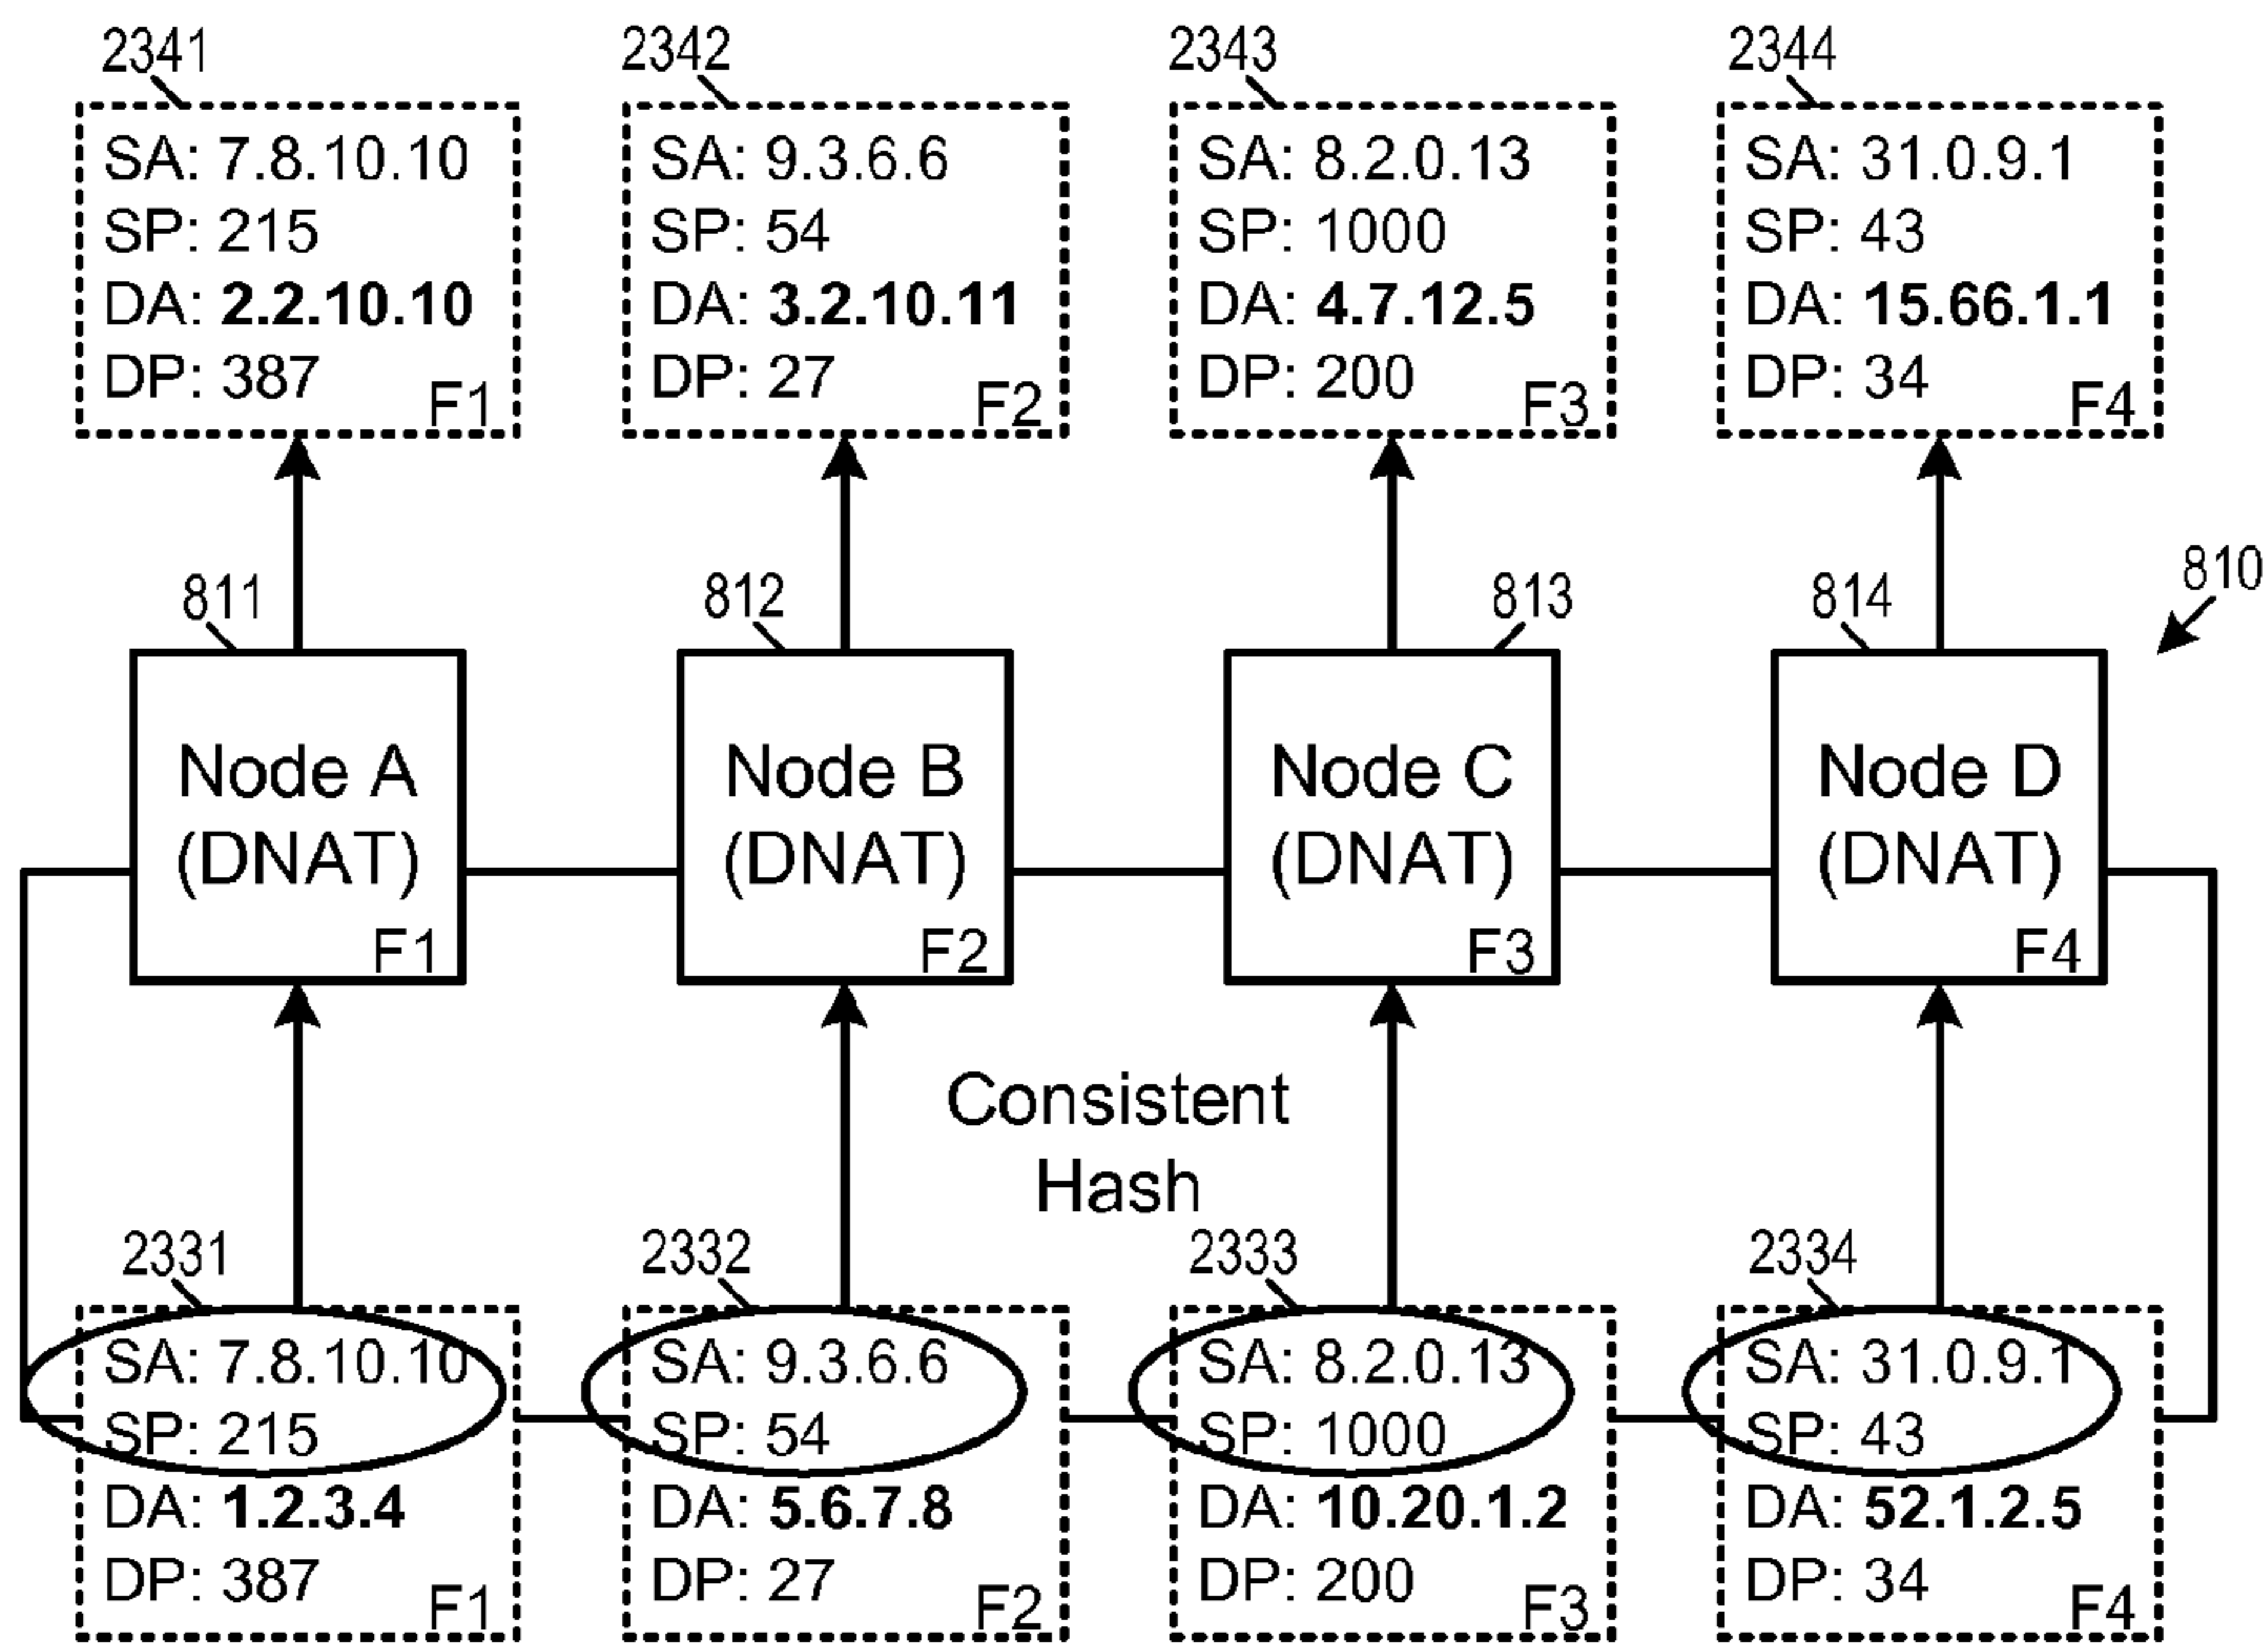 2341
SA: 7.8.10.10
SP: 215
DA: 2.2.10.10
DP: 387
F1
2342
SA: 9.3.6.6
SP: 54
DA: 3.2.10.11
DP: 27
F2
2343
SA: 8.2.0.13
SP: 1000
DA: 4.7.12.5
DP: 200
F3
2344
SA: 31.0.9.1
SP: 43
DA: 15.66.1.1
DP: 34
F4
810
811
Node A
(DNAT)
F1
812
Node B
(DNAT)
F2
813
Node C
(DNAT)
F3
814
Node D
(DNAT)
F4
Consistent
Hash
2331
SA: 7.8.10.10
SP: 215
DA: 1.2.3.4
DP: 387
F1
2332
SA: 9.3.6.6
SP: 54
DA: 5.6.7.8
DP: 27
F2
2333
SA: 8.2.0.13
SP: 1000
DA: 10.20.1.2
DP: 200
F3
2334
SA: 31.0.9.1
SP: 43
DA: 52.1.2.5
DP: 34
F4